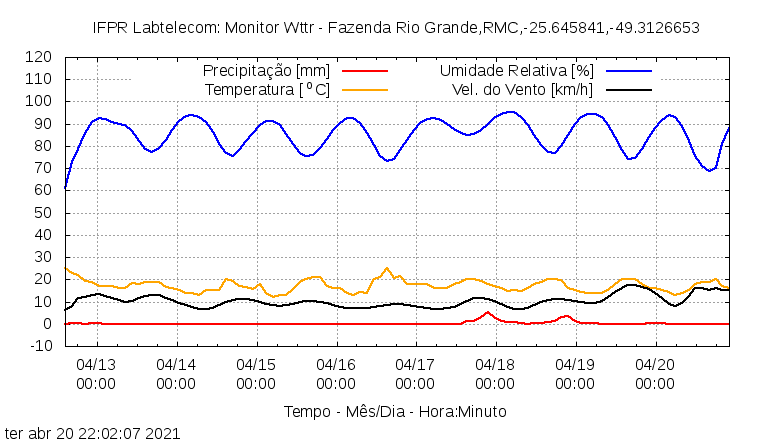 IFPR Labtelecom: Monitor Wttr - Fazenda Rio Grande,RMC,-25.645841,-49.3126653
120
110
100
90
80
70
60
50
40
30
20
10
0
-10
Precipitação [mm]
Temperatura [⁰C]
Umidade Relativa [%]
Vel. do Vento [km/h]
04/13 04/14 04/15 04/16 04/17 04/18 04/19 04/20
00:00 00:00 00:00 00:00 00:00 00:00 00:00 00:00
Tempo - Mês/Dia - Hora:Minuto
ter abr 20 22:02:07 2021